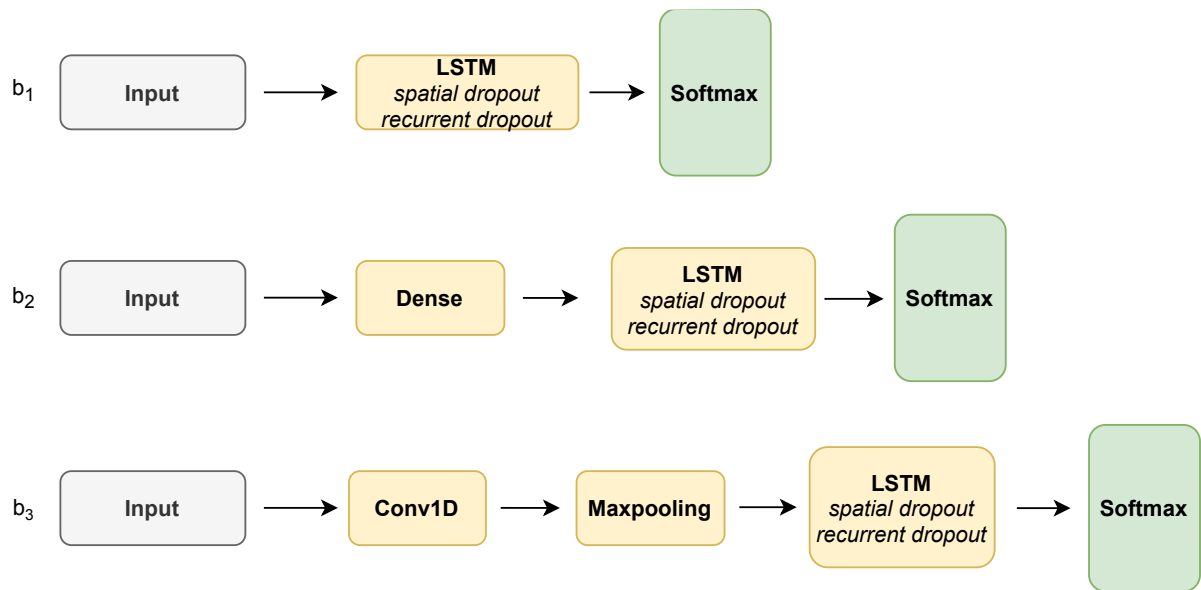 b1
Input
LSTM
spatial dropout
recurrent dropout
Softmax
b2
Input
Dense
LSTM
spatial dropout
recurrent dropout
Softmax
b3
Input
Conv1D
Maxpooling
LSTM
spatial dropout
recurrent dropout
Softmax